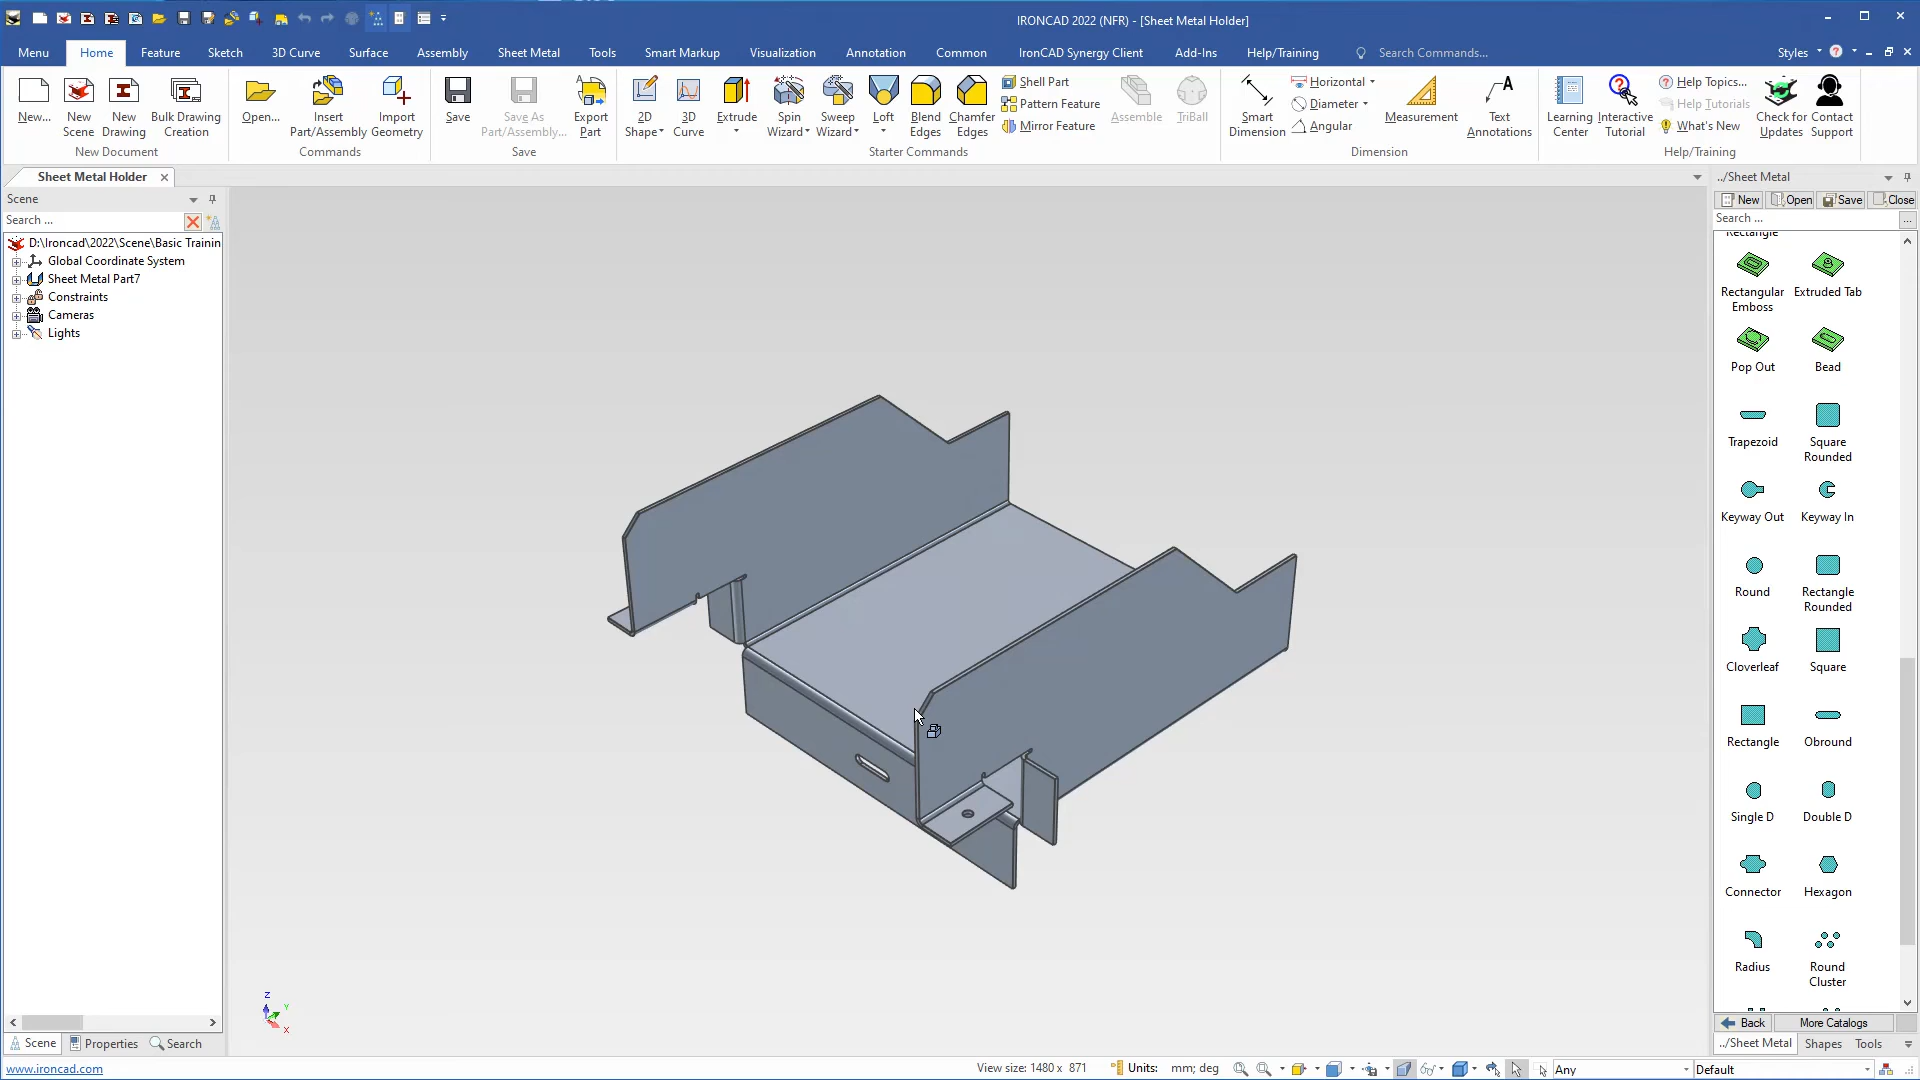 IRONCAD 2022 (NFR) - [Sheet Metal Holder]
Menu Home Feature Sketch 3D Curve Surface Assembly Sheet Metal Tools Smart Markup Visualization Annotation Common IronCAD Synergy Client Add-Ins Help/Training Search Commands... Styles
New...
New Scene
New Drawing
Bulk Drawing Creation
New Document
Open...
Insert Part/Assembly
Import Geometry
Commands
Save
Save As Part/Assembly...
Export Part
Save
2D Shape
3D Curve
Extrude
Spin Wizard
Sweep Wizard
Loft
Blend Edges
Chamfer Edges
Shell Part
Pattern Feature
Mirror Feature
Assemble
TriBall
Starter Commands
Smart Dimension
Horizontal
Diameter
Angular
Measurement
Text Annotations
Dimension
Learning Center
Interactive Tutorial
Help Topics...
Help Tutorials
What's New
Check for Updates
Contact Support
Help/Training
Sheet Metal Holder
Scene
Search ...
D:\Ironcad\2022\Scene\Basic Trainin
Global Coordinate System
Sheet Metal Part7
Constraints
Cameras
Lights
Z
Y
X
Scene Properties Search
../Sheet Metal
New Open Save Close
Search ...
...
Rectangle
Rectangular Emboss
Extruded Tab
Pop Out
Bead
Trapezoid
Square Rounded
Keyway Out
Keyway In
Round
Rectangle Rounded
Cloverleaf
Square
Rectangle
Obround
Single D
Double D
Connector
Hexagon
Radius
Round Cluster
Back More Catalogs
../Sheet Metal Shapes Tools
www.ironcad.com
View size: 1480 x 871
Units: mm; deg
Any
Default